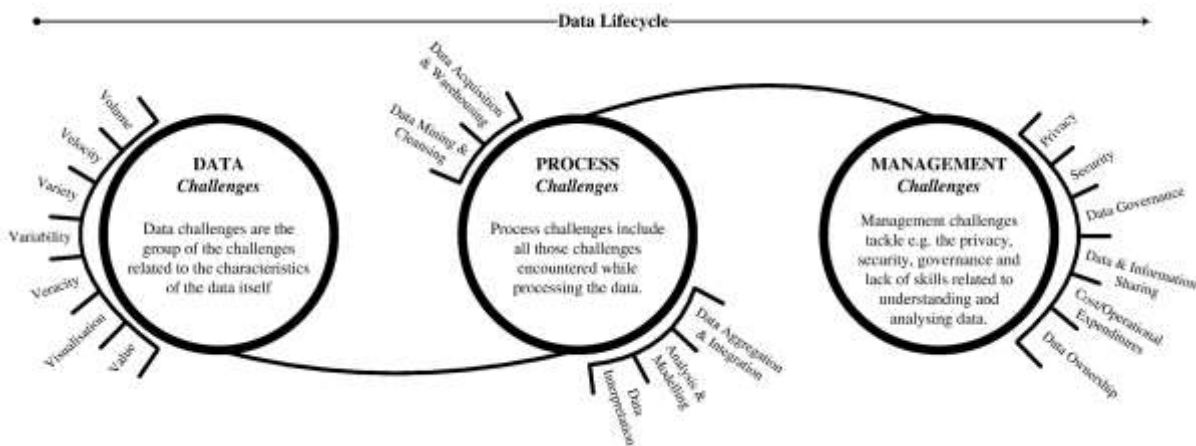 Data Lifecycle
Volume
Velocity
Variety
Variability
Veracity
Visualisation
Value
DATA
Challenges
Data challenges are the
group of the challenges
related to the characteristics
of the data itself
Data Acquisition
& Warehousing
Data Mining &
Cleansing
PROCESS
Challenges
Process challenges include
all those challenges
encountered while
processing the data.
Data Aggregation
& Integration
Analysis &
Modelling
Data
Interpretation
MANAGEMENT
Challenges
Management challenges
tackle e.g. the privacy,
security, governance and
lack of skills related to
understanding and
analysing data.
Privacy
Security
Data Governance
Data & Information
Sharing
Cost/Operational
Expenditures
Data Ownership